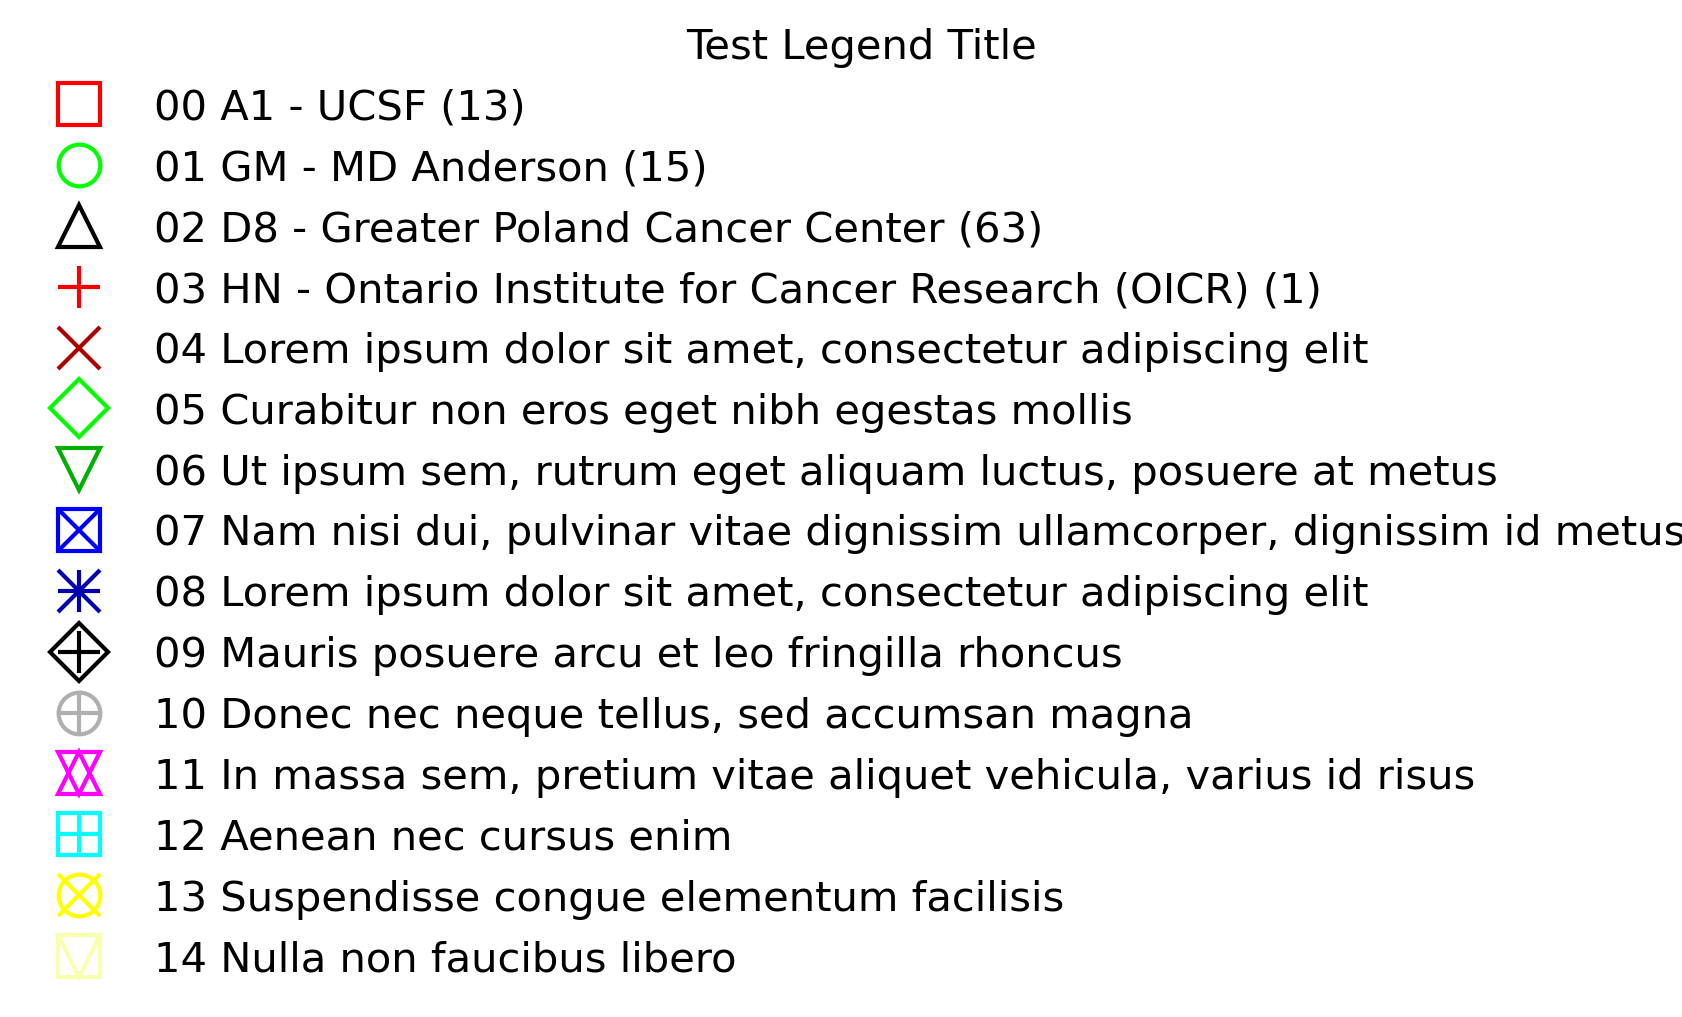 Test Legend Title
00 A1 - UCSF (13)
01 GM - MD Anderson (15)
02 D8 - Greater Poland Cancer Center (63)
03 HN - Ontario Institute for Cancer Research (OICR) (1)
04 Lorem ipsum dolor sit amet, consectetur adipiscing elit
05 Curabitur non eros eget nibh egestas mollis
06 Ut ipsum sem, rutrum eget aliquam luctus, posuere at metus
07 Nam nisi dui, pulvinar vitae dignissim ullamcorper, dignissim id metus
08 Lorem ipsum dolor sit amet, consectetur adipiscing elit
09 Mauris posuere arcu et leo fringilla rhoncus
10 Donec nec neque tellus, sed accumsan magna
11 In massa sem, pretium vitae aliquet vehicula, varius id risus
12 Aenean nec cursus enim
13 Suspendisse congue elementum facilisis
14 Nulla non faucibus libero